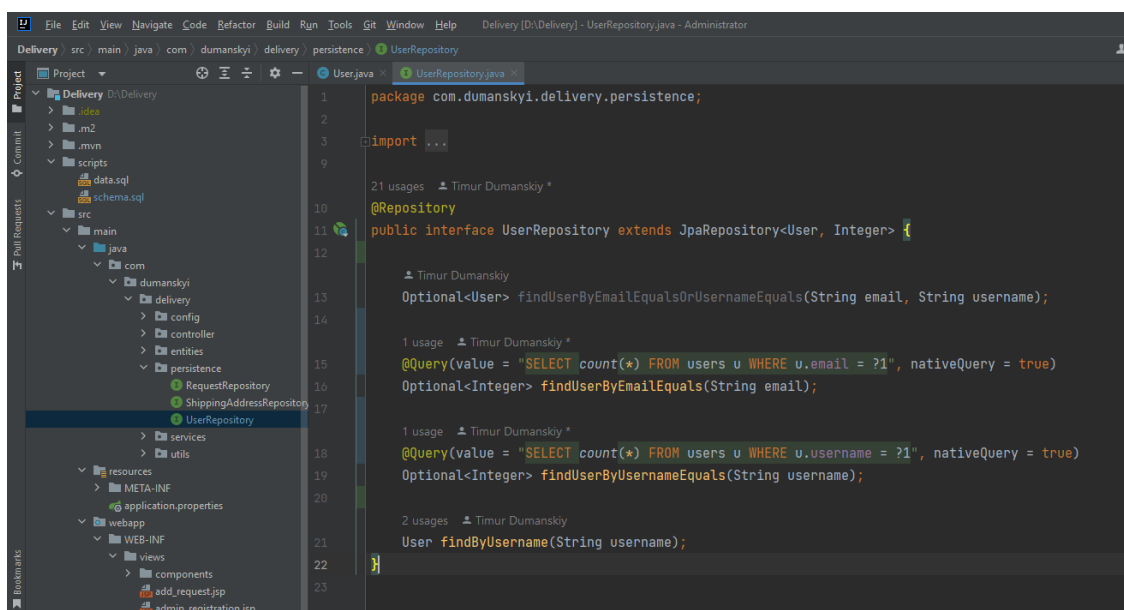 File Edit View Navigate Code Refactor Build Run Tools Git Window Help Delivery [D:\Delivery] - UserRepository.java - Administrator
Delivery src main java com dumanskyi delivery persistence UserRepository
Project
User.java
UserRepository.java
Project
Commit
Pull Requests
Bookmarks
Delivery D:\Delivery
.idea
.m2
.mvn
scripts
data.sql
schema.sql
src
main
java
com
dumanskyi
delivery
config
controller
entities
persistence
RequestRepository
ShippingAddressRepository
UserRepository
services
utils
resources
META-INF
application.properties
webapp
WEB-INF
views
components
add_request.jsp
admin_registration.jsp
1 package com.dumanskyi.delivery.persistence;
2
3 import ...
9
21 usages Timur Dumanskiy *
10 @Repository
11 public interface UserRepository extends JpaRepository<User, Integer> {
12
Timur Dumanskiy
13 Optional<User> findUserByEmailEqualsOrUsernameEquals(String email, String username);
14
1 usage Timur Dumanskiy *
15 @Query(value = "SELECT count(*) FROM users u WHERE u.email = ?1", nativeQuery = true)
16 Optional<Integer> findUserByEmailEquals(String email);
17
1 usage Timur Dumanskiy *
18 @Query(value = "SELECT count(*) FROM users u WHERE u.username = ?1", nativeQuery = true)
19 Optional<Integer> findUserByUsernameEquals(String username);
20
2 usages Timur Dumanskiy
21 User findByUsername(String username);
22 }
23